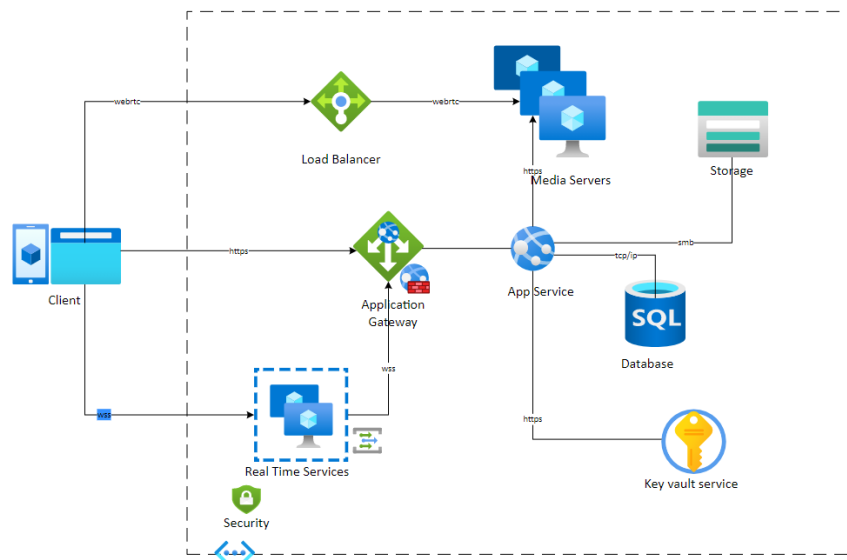 webrtc
webrtc
Load Balancer
https
Media Servers
Storage
https
smb
tcp/ip
Client
Application
Gateway
App Service
SQL
Database
wss
wss
https
Real Time Services
Key vault service
Security